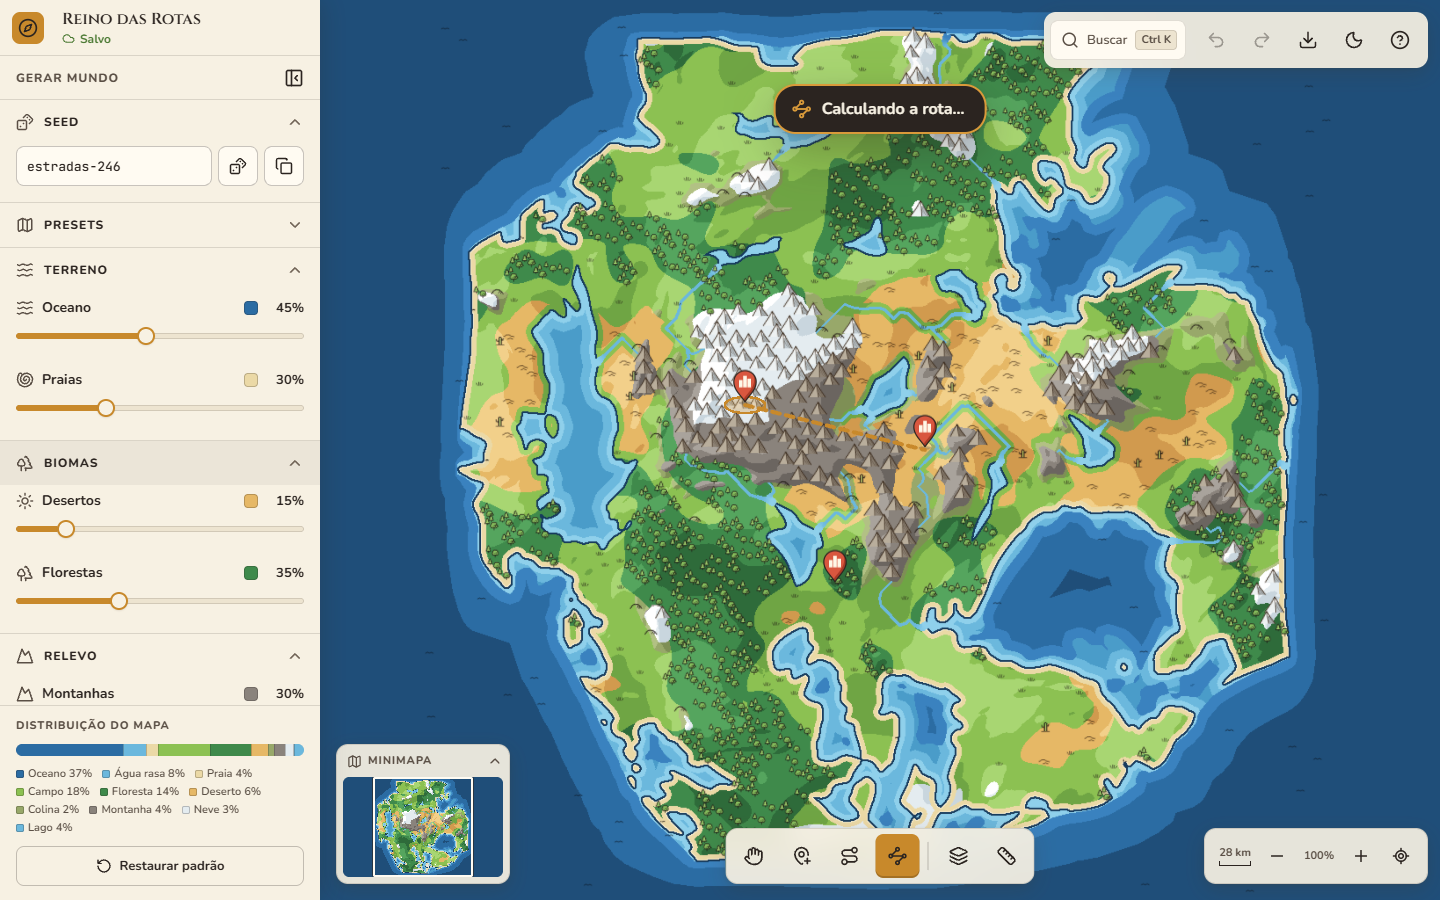 Reino das Rotas
Salvo
GERAR MUNDO
SEED
estradas-246
PRESETS
TERRENO
Oceano 45%
Praias 30%
BIOMAS
Desertos 15%
Florestas 35%
RELEVO
Montanhas 30%
DISTRIBUIÇÃO DO MAPA
Oceano 37% Água rasa 8% Praia 4%
Campo 18% Floresta 14% Deserto 6%
Colina 2% Montanha 4% Neve 3%
Lago 4%
Restaurar padrão
Buscar Ctrl K
Calculando a rota...
MINIMAPA
28 km
100%